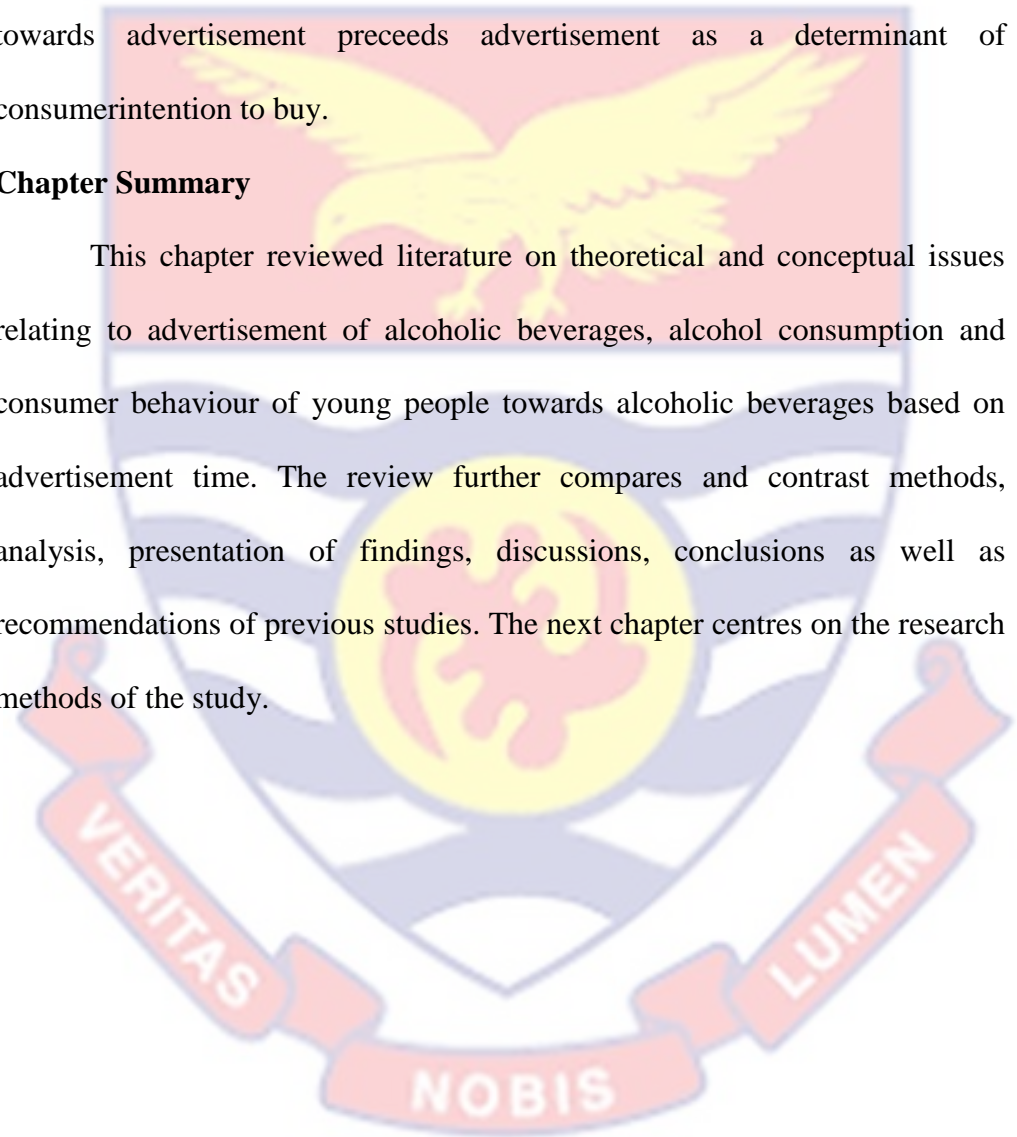 towards advertisement preceeds advertisement as a determinant of
consumerintention to buy.
Chapter Summary
This chapter reviewed literature on theoretical and conceptual issues
relating to advertisement of alcoholic beverages, alcohol consumption and
consumer behaviour of young people towards alcoholic beverages based on
advertisement time. The review further compares and contrast methods,
analysis, presentation of findings, discussions, conclusions as well as
recommendations of previous studies. The next chapter centres on the research
methods of the study.
VERITAS
NOBIS
LUMEN